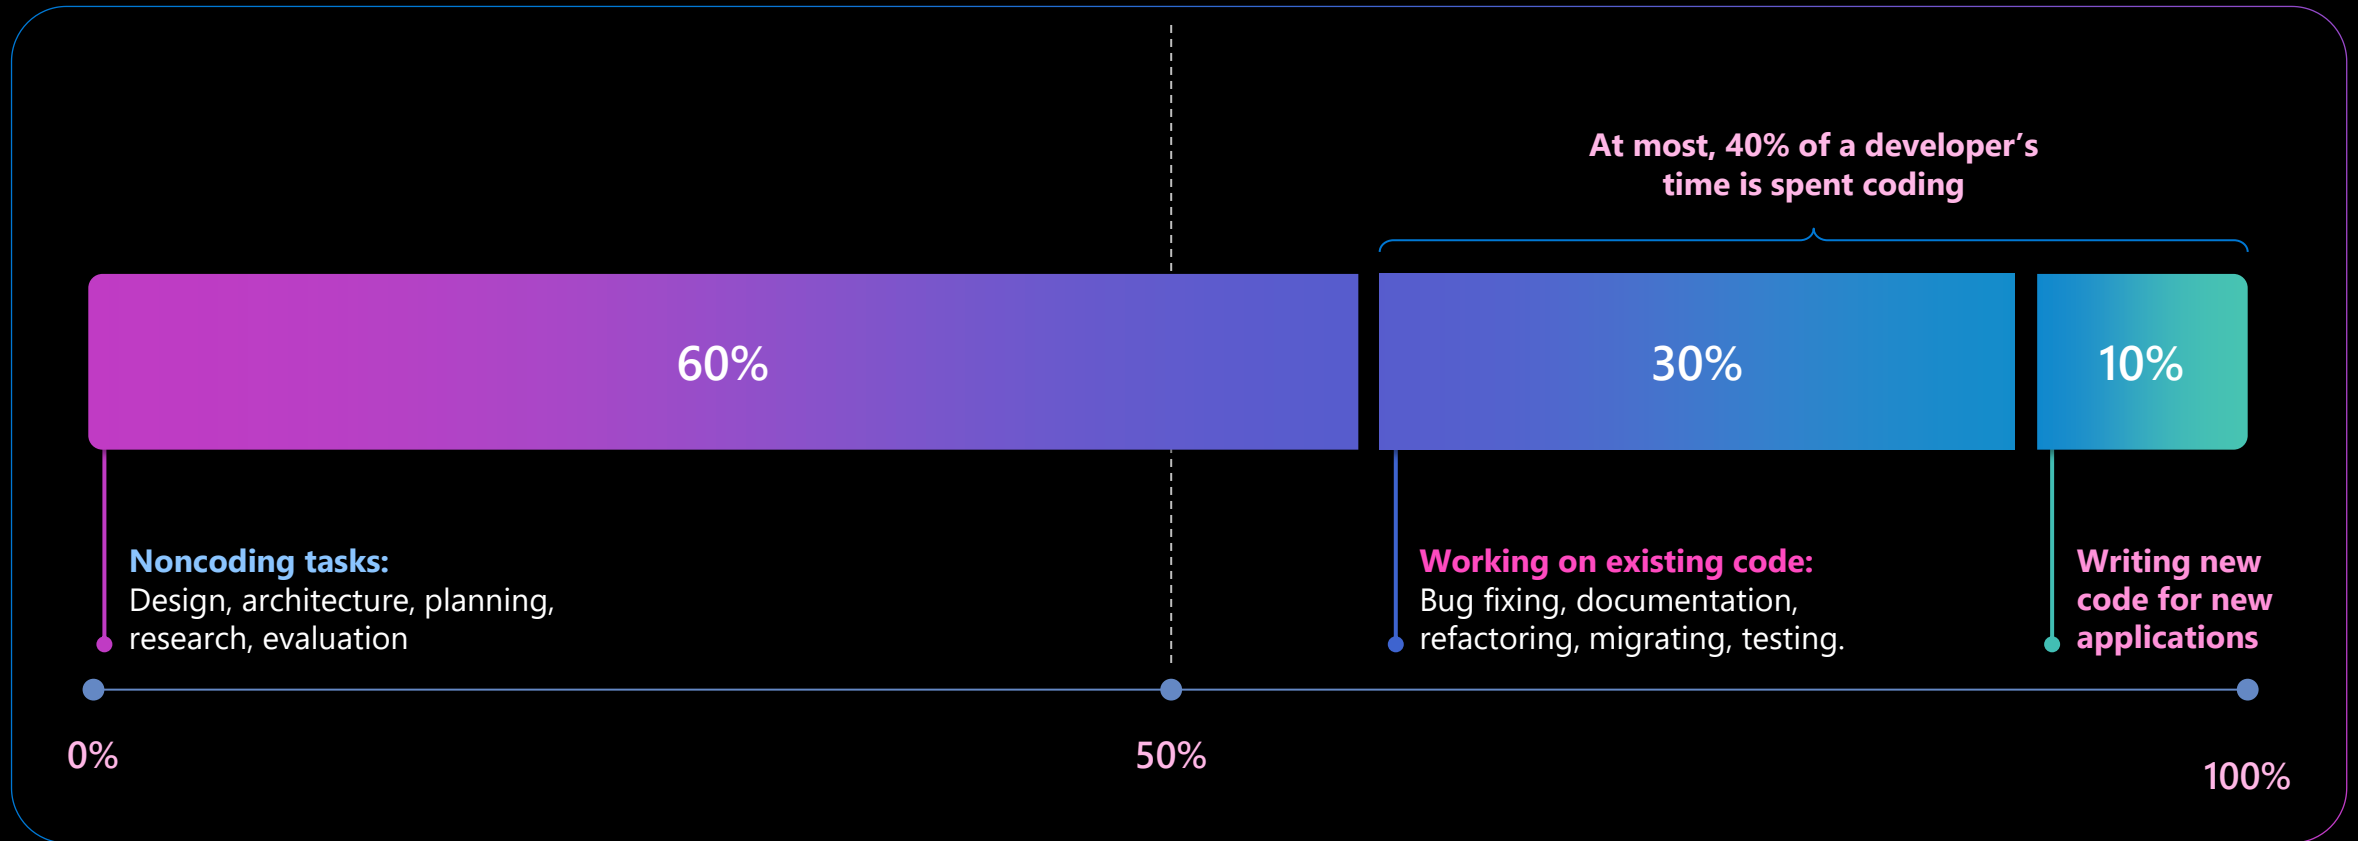 At most, 40% of a developer’s
time is spent coding
60%
30%
10%
Noncoding tasks:
Design, architecture, planning,
research, evaluation
Working on existing code:
Bug fixing, documentation,
refactoring, migrating, testing.
Writing new
code for new
applications
0%
50%
100%